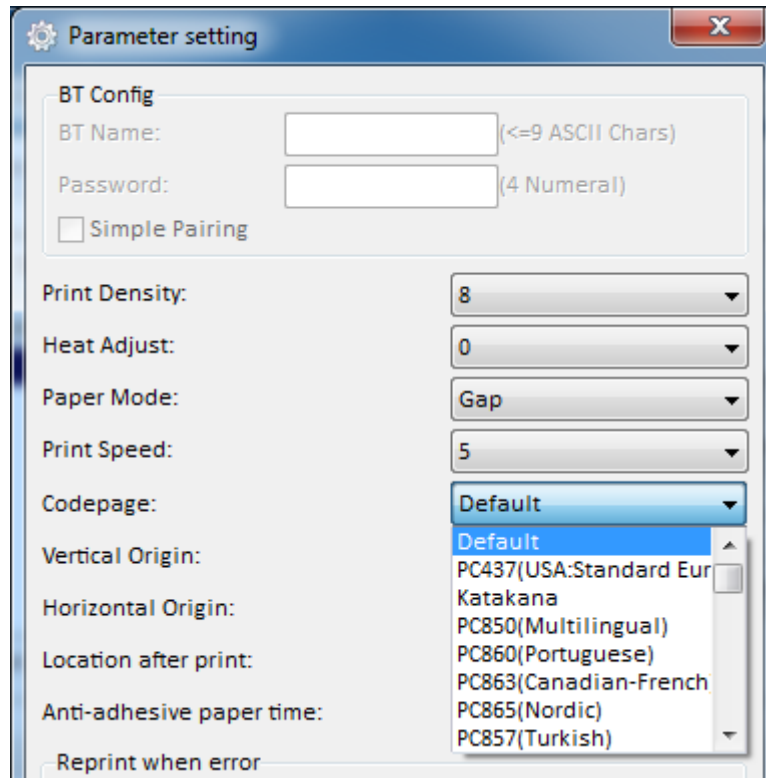 Parameter setting
BT Config
BT Name: (<=9 ASCII Chars)
Password: (4 Numeral)
Simple Pairing
Print Density: 8
Heat Adjust: 0
Paper Mode: Gap
Print Speed: 5
Codepage: Default
Default
Vertical Origin:
PC437(USA:Standard Eur
Katakana
Horizontal Origin:
PC850(Multilingual)
PC860(Portuguese)
Location after print:
PC863(Canadian-French
Anti-adhesive paper time:
PC865(Nordic)
PC857(Turkish)
Reprint when error